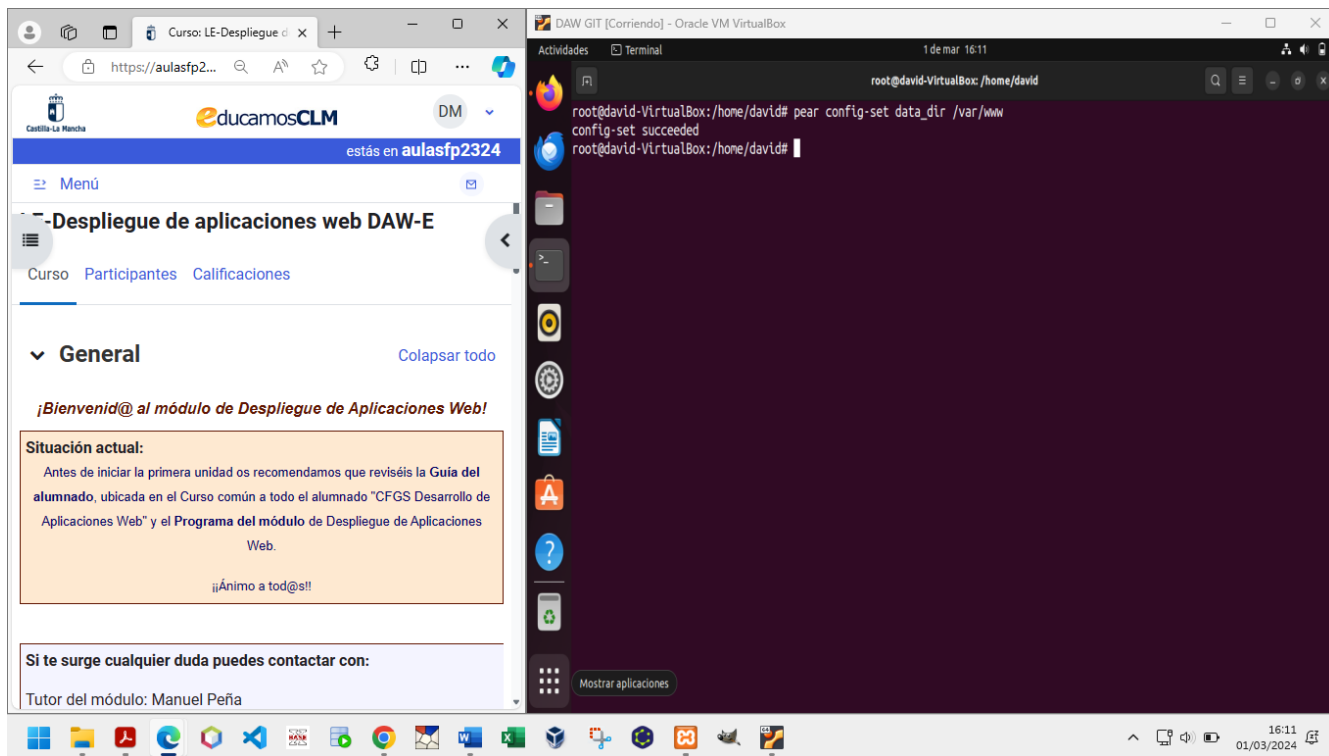 Curso: LE-Despliegue d
https://aulasfp2...
Castilla-La Mancha
educamosCLM
DM
estás en aulasfp2324
Menú
LE-Despliegue de aplicaciones web DAW-E
Curso Participantes Calificaciones
General
Colapsar todo
¡Bienvenid@ al módulo de Despliegue de Aplicaciones Web!
Situación actual:
Antes de iniciar la primera unidad os recomendamos que reviséis la Guía del
alumnado, ubicada en el Curso común a todo el alumnado "CFGS Desarrollo de
Aplicaciones Web" y el Programa del módulo de Despliegue de Aplicaciones
Web.
¡¡Ánimo a tod@s!!
Si te surge cualquier duda puedes contactar con:
Tutor del módulo: Manuel Peña
DAW GIT [Corriendo] - Oracle VM VirtualBox
Actividades
Terminal
1 de mar 16:11
root@david-VirtualBox: /home/david
root@david-VirtualBox:/home/david# pear config-set data_dir /var/www
config-set succeeded
root@david-VirtualBox:/home/david#
Mostrar aplicaciones
16:11
01/03/2024